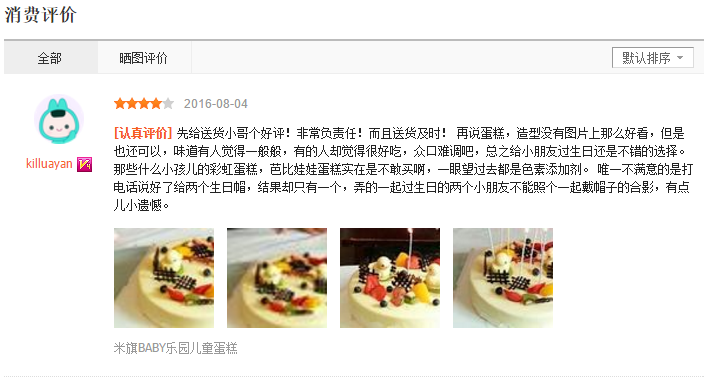 消费评价
全部
晒图评价
默认排序
2016-08-04
[认真评价] 先给送货小哥个好评！非常负责任！而且送货及时！ 再说蛋糕，造型没有图片上那么好看，但是
也还可以，味道有人觉得一般般，有的人却觉得很好吃，众口难调吧，总之给小朋友过生日还是不错的选择。
那些什么小孩儿的彩虹蛋糕，芭比娃娃蛋糕实在是不敢买啊，一眼望过去都是色素添加剂。 唯一不满意的是打
电话说好了给两个生日帽，结果却只有一个，弄的一起过生日的两个小朋友不能照个一起戴帽子的合影，有点
儿小遗憾。
killuayan
米旗BABY乐园儿童蛋糕